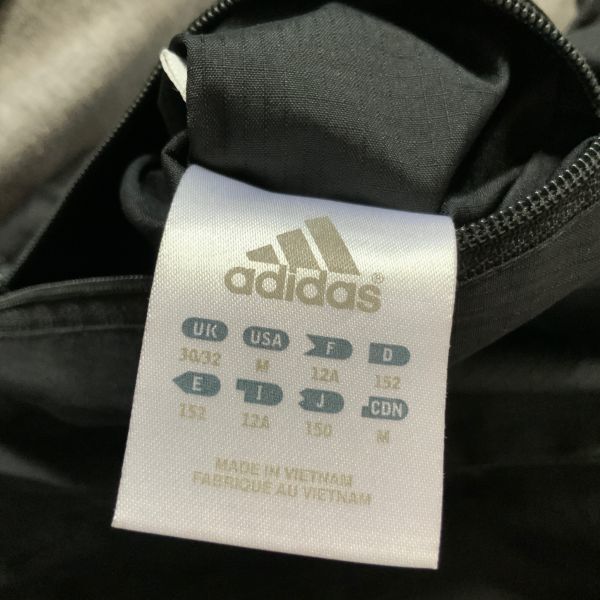 adidas®
UK USA F D
30/32 M 12A 152
E I J CDN
152 12A 150 M
MADE IN VIETNAM
FABRIQUE AU VIETNAM